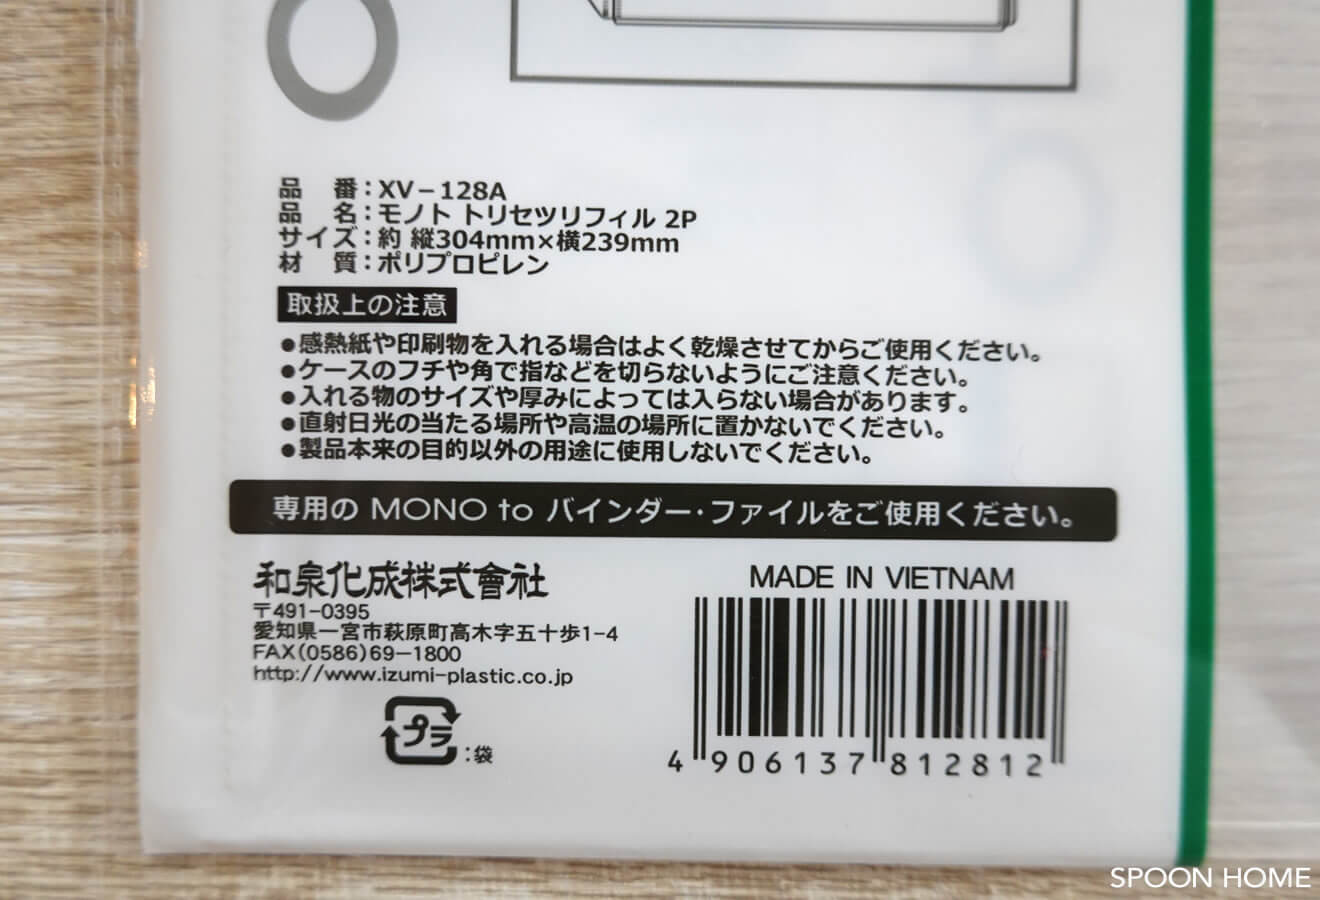 品　番：XV－128A
品　名：モノト トリセツリフィル 2P
サイズ：約 縦304mm×横239mm
材　質：ポリプロピレン
取扱上の注意
●感熱紙や印刷物を入れる場合はよく乾燥させてからご使用ください。
●ケースのフチや角で指などを切らないようにご注意ください。
●入れる物のサイズや厚みによっては入らない場合があります。
●直射日光の当たる場所や高温の場所に置かないでください。
●製品本来の目的以外の用途に使用しないでください。
専用の MONO to バインダー・ファイルをご使用ください。
和泉化成株式會社
〒491-0395
愛知県一宮市萩原町高木字五十歩1-4
FAX(0586)69-1800
http://www.izumi-plastic.co.jp
プラ：袋
MADE IN VIETNAM
4 906137 812812
SPOON HOME